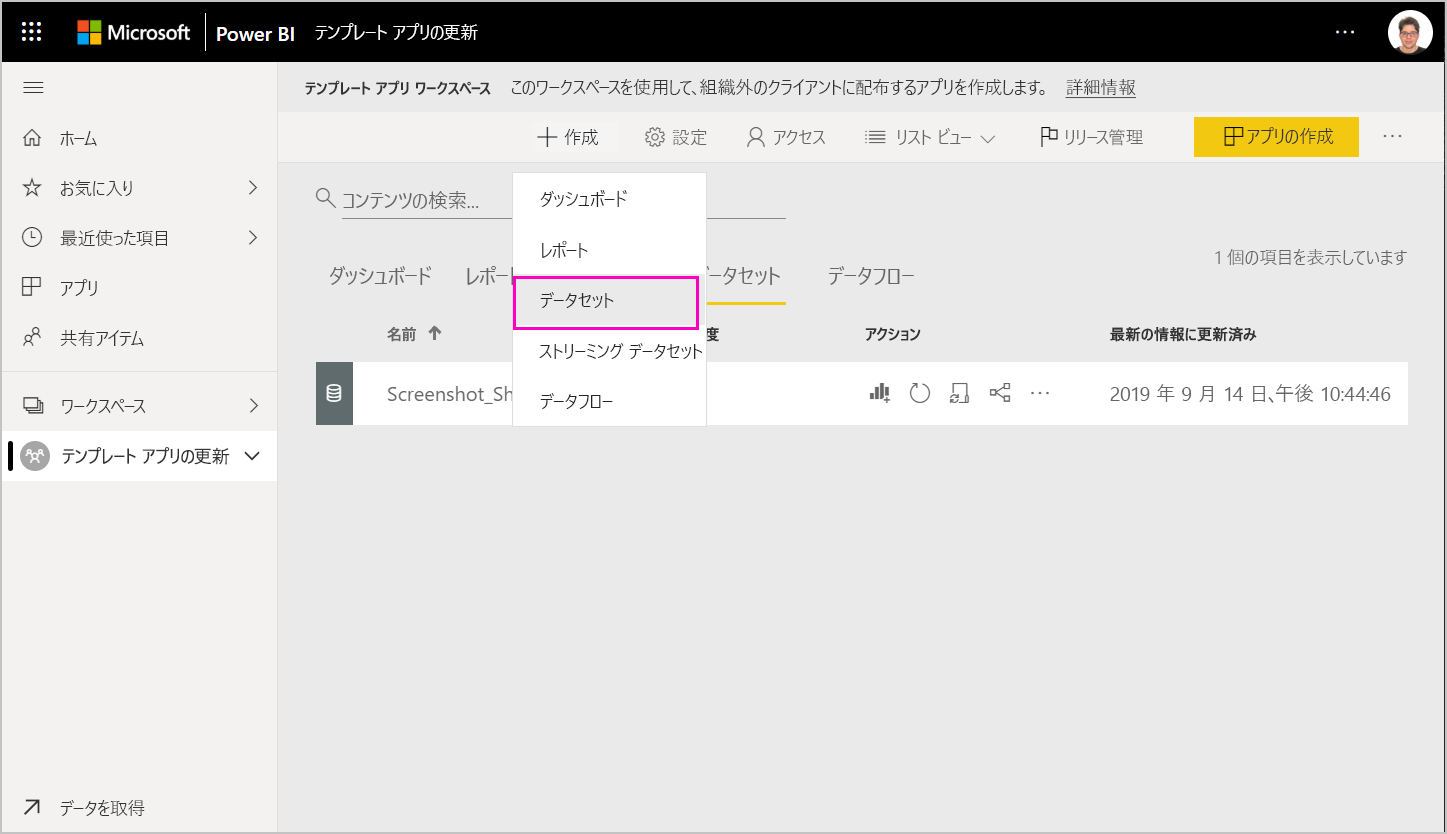 Microsoft Power BI テンプレート アプリの更新 ...
テンプレート アプリ ワークスペース このワークスペースを使用して、組織外のクライアントに配布するアプリを作成します。 詳細情報
作成 設定 アクセス リスト ビュー リリース管理 アプリの作成 ...
ホーム
お気に入り
最近使った項目
アプリ
共有アイテム
ワークスペース
テンプレート アプリの更新
データを取得
コンテンツの検索...
ダッシュボード
レポート
データセット
ストリーミング データセット
データフロー
1 個の項目を表示しています
ダッシュボード レポー ータセット データフロー
名前 度 アクション 最新の情報に更新済み
Screenshot_Sh ... 2019 年 9 月 14 日、午後 10:44:46